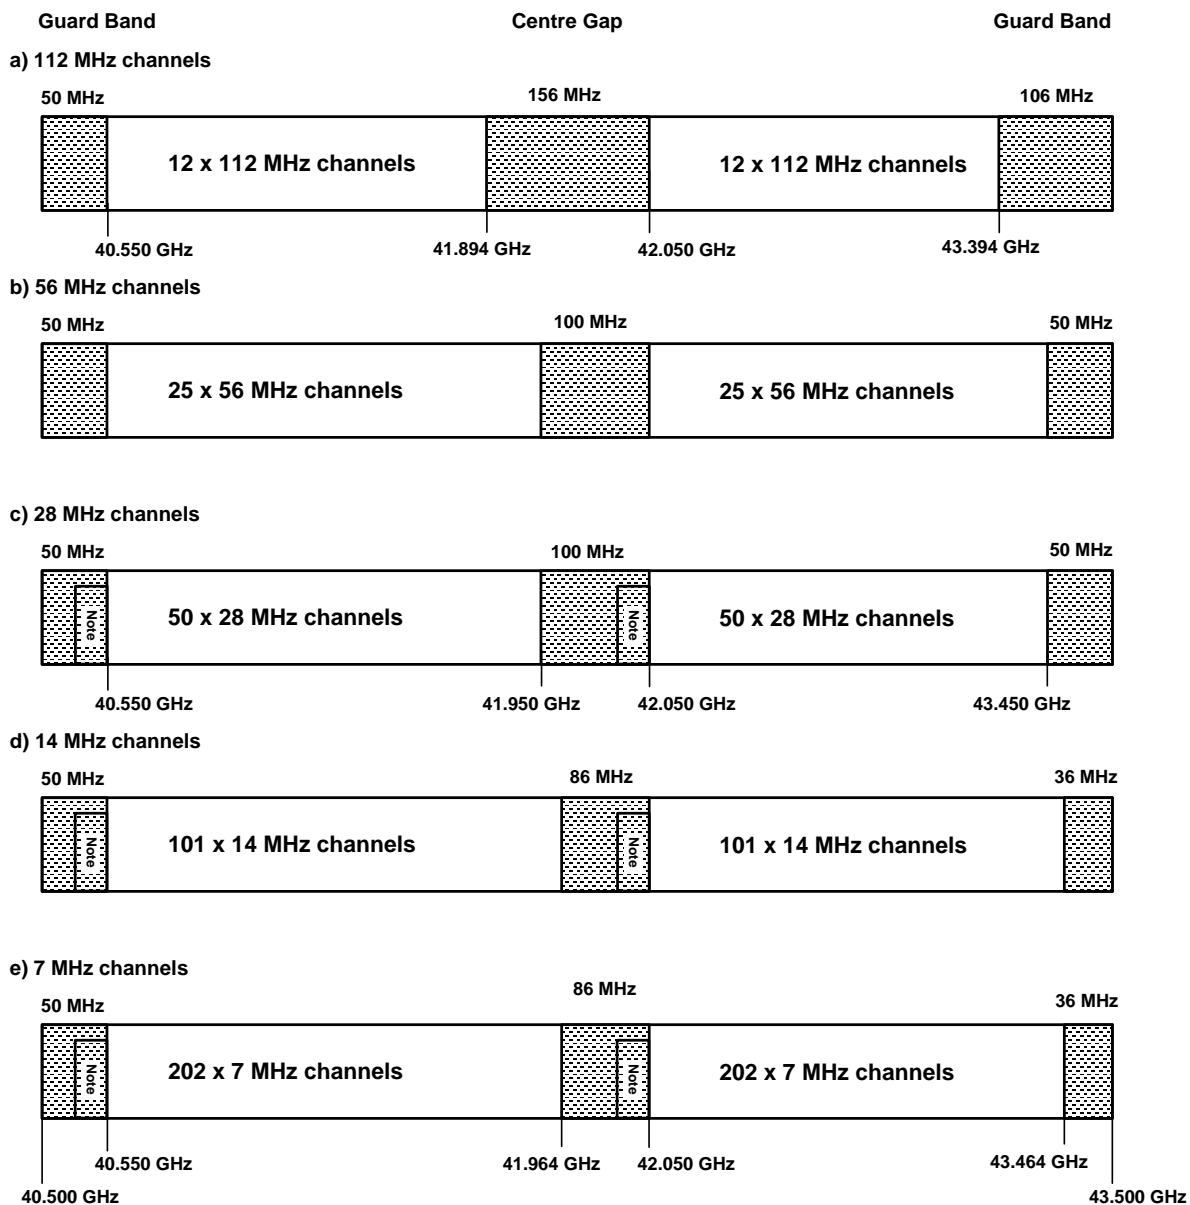 Guard Band Centre Gap Guard Band
a) 112 MHz channels
50 MHz 156 MHz 106 MHz
12 x 112 MHz channels 12 x 112 MHz channels
40.550 GHz 41.894 GHz 42.050 GHz 43.394 GHz
b) 56 MHz channels
50 MHz 100 MHz 50 MHz
25 x 56 MHz channels 25 x 56 MHz channels
c) 28 MHz channels
50 MHz 100 MHz 50 MHz
Note 50 x 28 MHz channels Note 50 x 28 MHz channels
40.550 GHz 41.950 GHz 42.050 GHz 43.450 GHz
d) 14 MHz channels
50 MHz 86 MHz 36 MHz
Note 101 x 14 MHz channels Note 101 x 14 MHz channels
e) 7 MHz channels
50 MHz 86 MHz 36 MHz
Note 202 x 7 MHz channels Note 202 x 7 MHz channels
40.550 GHz 41.964 GHz 42.050 GHz 43.464 GHz
40.500 GHz 43.500 GHz